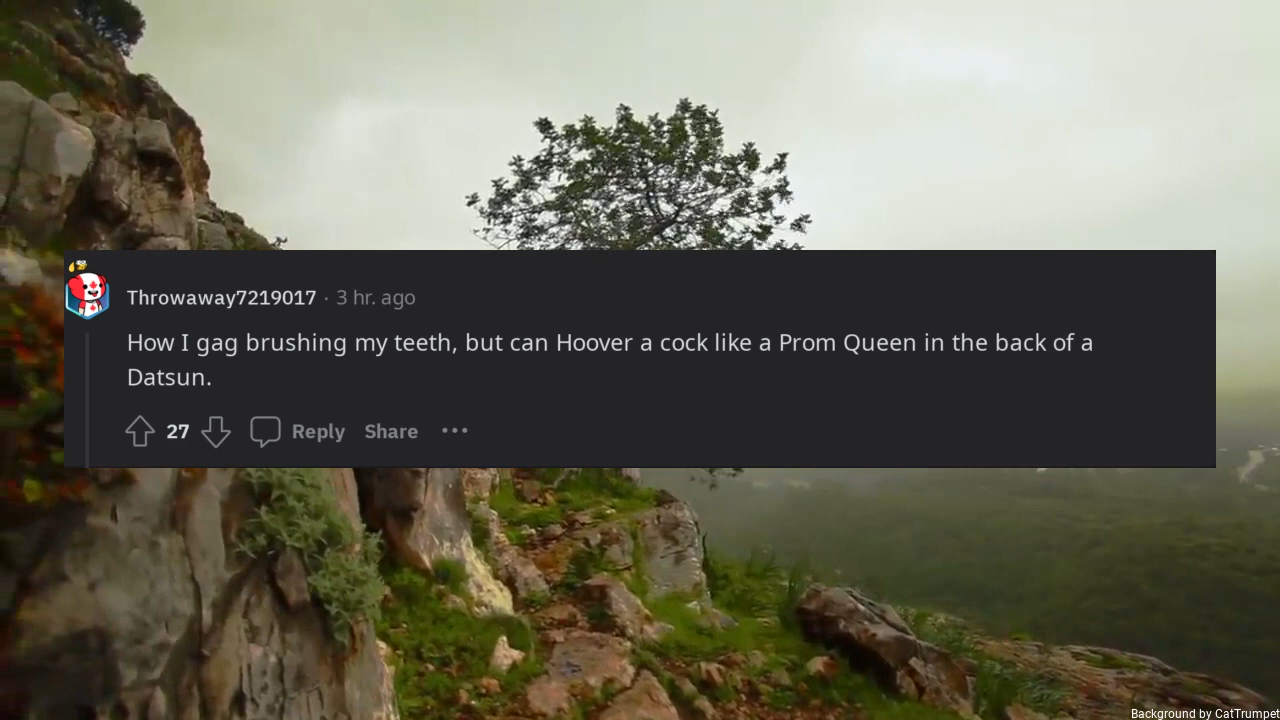 Throwaway7219017 · 3 hr. ago
How I gag brushing my teeth, but can Hoover a cock like a Prom Queen in the back of a
Datsun.
27 Reply Share •••
Background by CatTrumpet